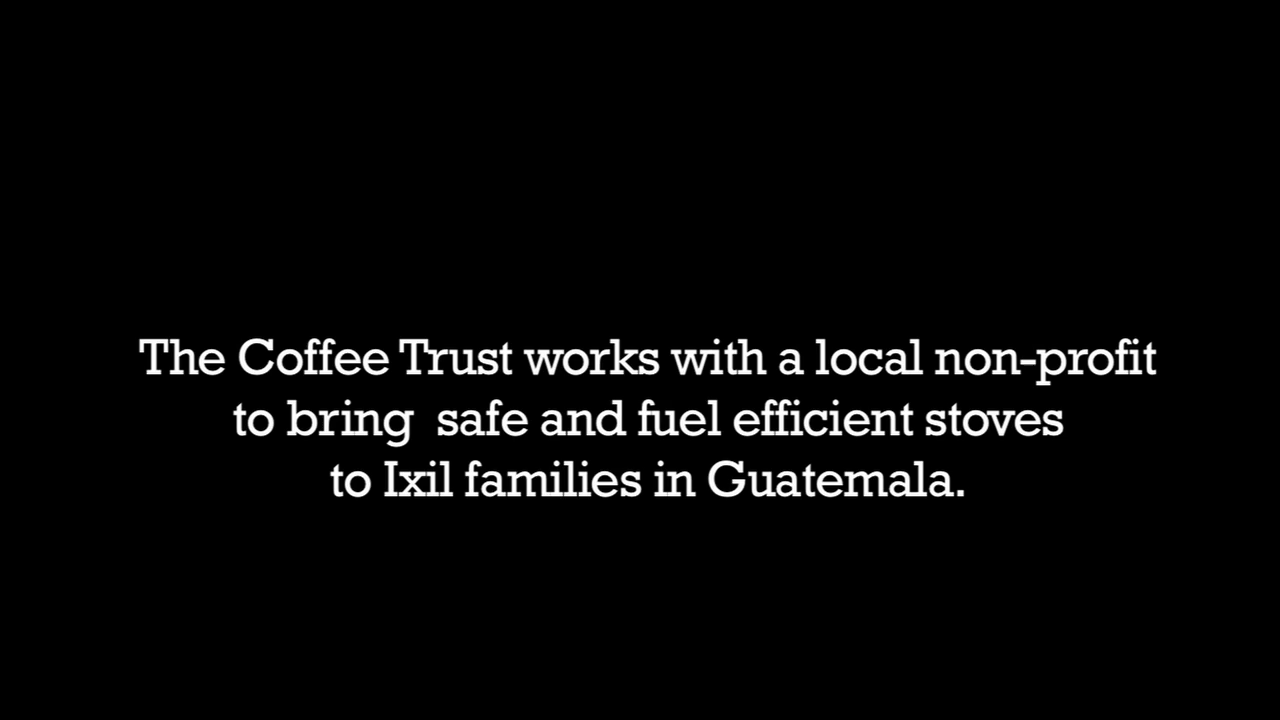 The Coffee Trust works with a local non-profit
to bring  safe and fuel efficient stoves
to Ixil families in Guatemala.